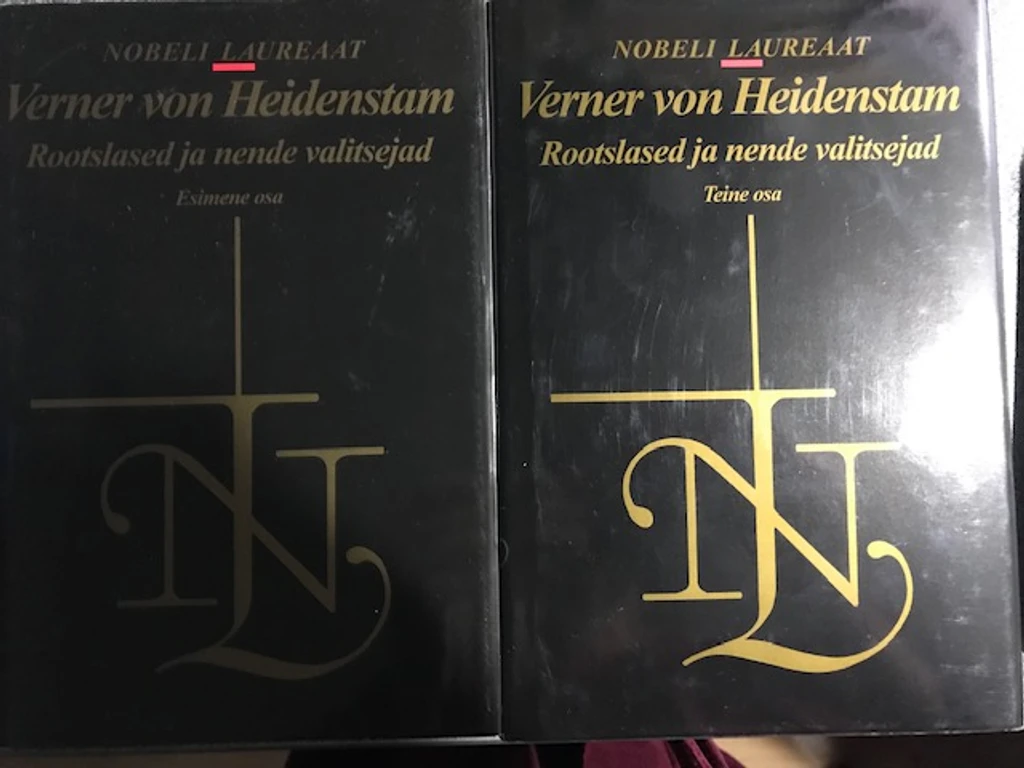 NOBELI LAUREAAT
Verner von Heidenstam
Rootslased ja nende valitsejad
Esimene osa
NOBELI LAUREAAT
Verner von Heidenstam
Rootslased ja nende valitsejad
Teine osa